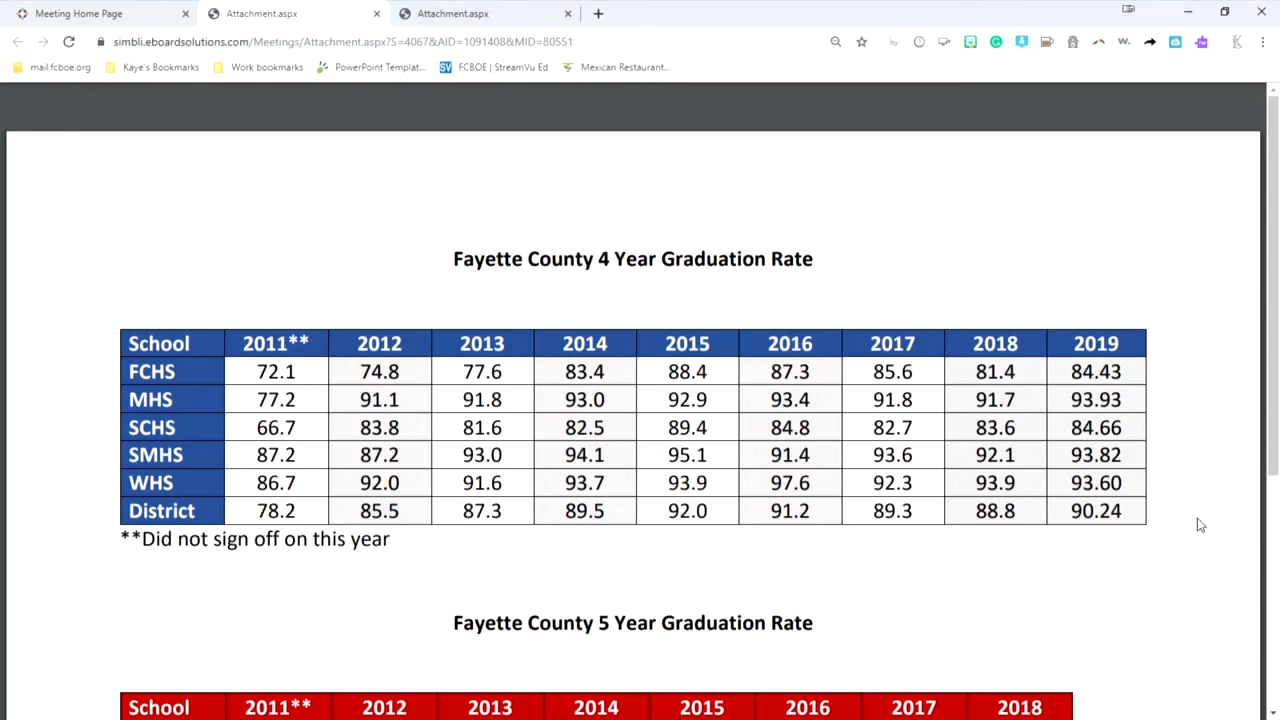 Meeting Home Page
Attachment.aspx
Attachment.aspx
simbli.eboardsolutions.com/Meetings/Attachment.aspx?S=4067&AID=1091408&MID=80551
mail.fcboe.org
Kaye's Bookmarks
Work bookmarks
PowerPoint Templat...
SV FCBOE | StreamVu Ed
Mexican Restaurant...
Fayette County 4 Year Graduation Rate
School 2011** 2012 2013 2014 2015 2016 2017 2018 2019
FCHS 72.1 74.8 77.6 83.4 88.4 87.3 85.6 81.4 84.43
MHS 77.2 91.1 91.8 93.0 92.9 93.4 91.8 91.7 93.93
SCHS 66.7 83.8 81.6 82.5 89.4 84.8 82.7 83.6 84.66
SMHS 87.2 87.2 93.0 94.1 95.1 91.4 93.6 92.1 93.82
WHS 86.7 92.0 91.6 93.7 93.9 97.6 92.3 93.9 93.60
District 78.2 85.5 87.3 89.5 92.0 91.2 89.3 88.8 90.24
**Did not sign off on this year
Fayette County 5 Year Graduation Rate
School 2011** 2012 2013 2014 2015 2016 2017 2018